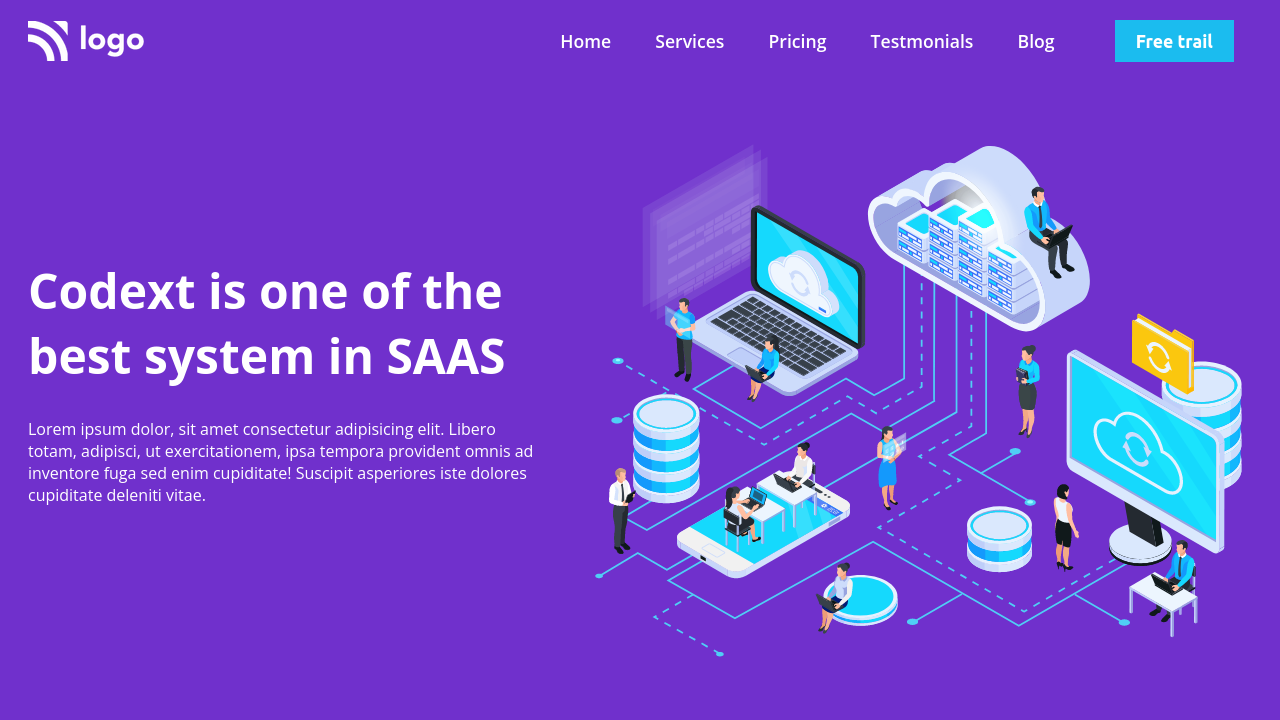 logo
Home Services Pricing Testmonials Blog Free trail
Codext is one of the
best system in SAAS
Lorem ipsum dolor, sit amet consectetur adipisicing elit. Libero
totam, adipisci, ut exercitationem, ipsa tempora provident omnis ad
inventore fuga sed enim cupiditate! Suscipit asperiores iste dolores
cupiditate deleniti vitae.